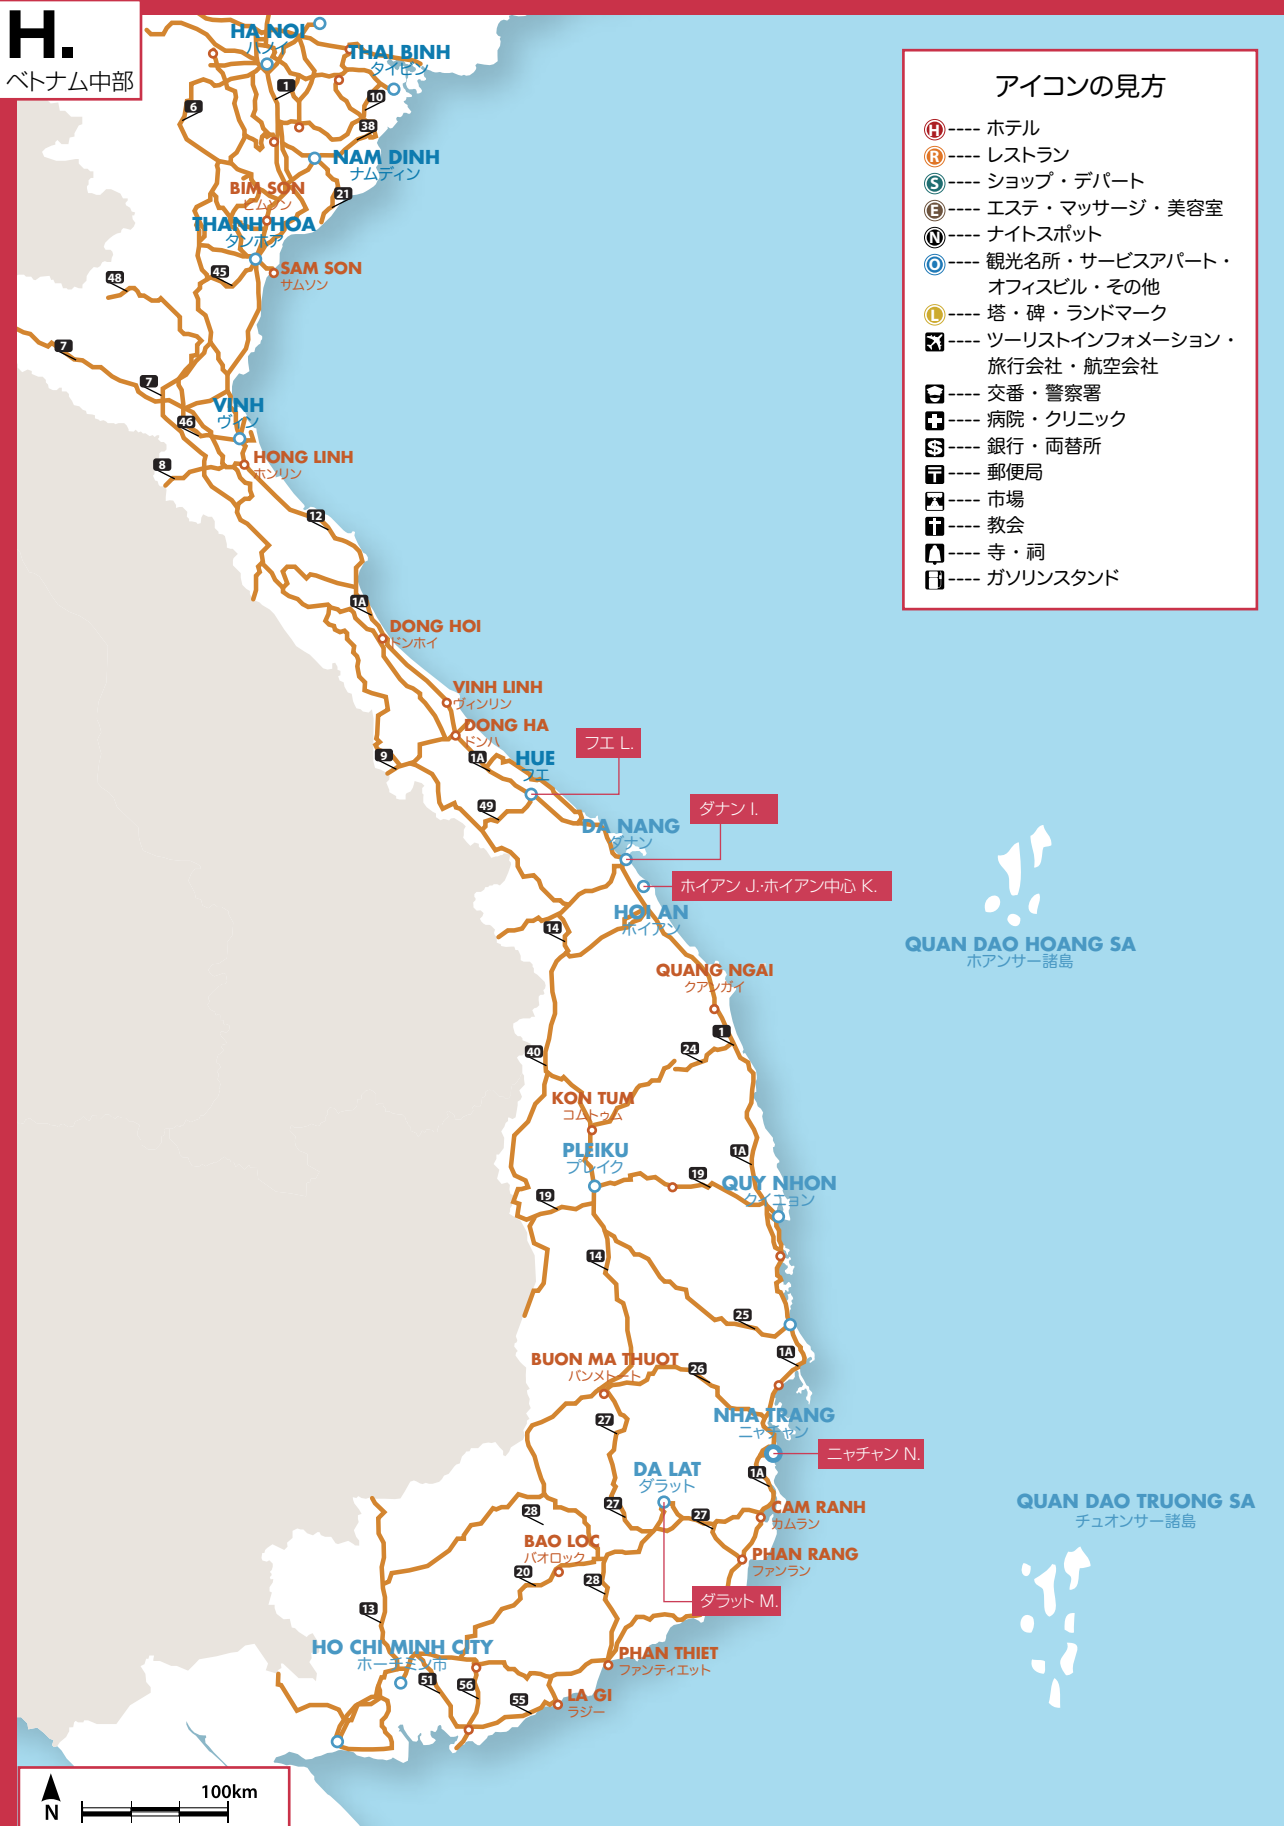 H.
ベトナム中部
HA NOI
ハノイ
THAI BINH
タイビン
1
10
6
38
NAM DINH
ナムディン
BIM SON
ビムソン
21
THANH HOA
タンホア
45
SAM SON
サムソン
48
7
7
VINH
ヴィン
46
HONG LINH
ホンリン
8
12
1A
DONG HOI
ドンホイ
VINH LINH
ヴィンリン
DONG HA
ドンハ
9
1A
HUE
フエ
フエ L.
49
ダナン I.
DA NANG
ダナン
ホイアン J.・ホイアン中心 K.
HOI AN
ホイアン
14
QUANG NGAI
クアンガイ
1
24
40
KON TUM
コムトゥム
PLEIKU
プレイク
1A
19
QUY NHON
クイニョン
19
14
25
1A
BUON MA THUOT
バンメトート
26
27
NHA TRANG
ニャチャン
ニャチャン N.
DA LAT
ダラット
1A
27
28
27
CAM RANH
カムラン
BAO LOC
バオロック
PHAN RANG
ファンラン
20
28
ダラット M.
13
HO CHI MINH CITY
ホーチミン市
PHAN THIET
ファンティエット
51
56
55
LA GI
ラジー
QUAN DAO HOANG SA
ホアンサー諸島
QUAN DAO TRUONG SA
チュオンサー諸島
アイコンの見方
H ---- ホテル
R ---- レストラン
S ---- ショップ・デパート
E ---- エステ・マッサージ・美容室
N ---- ナイトスポット
O ---- 観光名所・サービスアパート・
オフィスビル・その他
L ---- 塔・碑・ランドマーク
---- ツーリストインフォメーション・
旅行会社・航空会社
---- 交番・警察署
---- 病院・クリニック
$ ---- 銀行・両替所
〒 ---- 郵便局
---- 市場
---- 教会
---- 寺・祠
---- ガソリンスタンド
N
100km